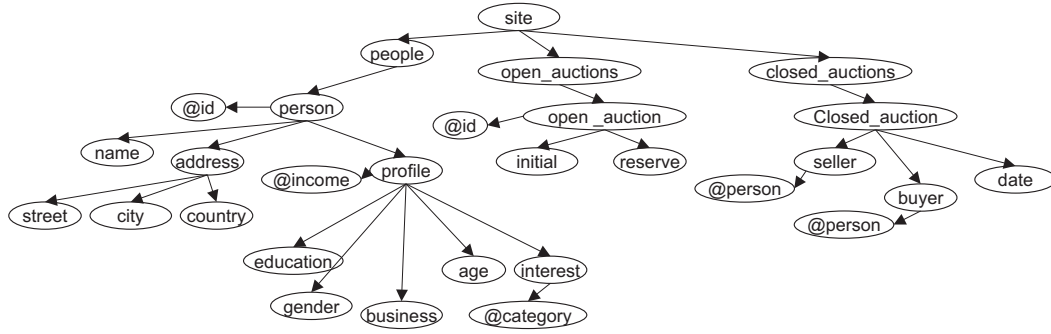 site
people
open_auctions
closed_auctions
@id
person
@id
open _auction
Closed_auction
name
address
@income
profile
initial
reserve
seller
date
@person
street
city
country
buyer
@person
education
age
interest
gender
business
@category